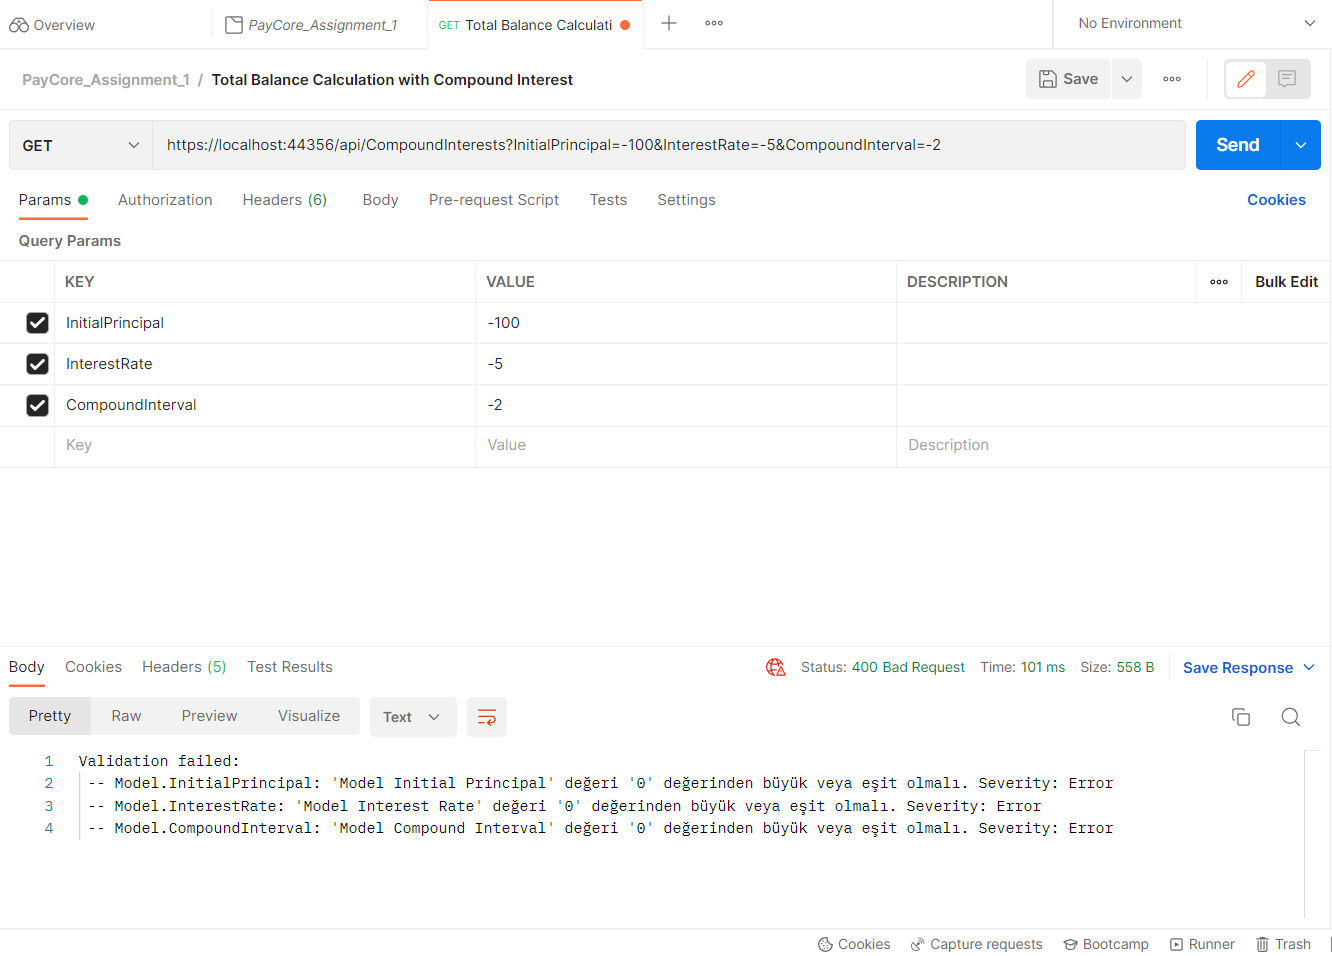 Overview
PayCore_Assignment_1
GET Total Balance Calculati
No Environment
PayCore_Assignment_1 / Total Balance Calculation with Compound Interest
Save
GET
https://localhost:44356/api/CompoundInterests?InitialPrincipal=-100&InterestRate=-5&CompoundInterval=-2
Send
Params Authorization Headers (6) Body Pre-request Script Tests Settings Cookies
Query Params
KEY VALUE DESCRIPTION Bulk Edit
InitialPrincipal -100
InterestRate -5
CompoundInterval -2
Key Value Description
Body Cookies Headers (5) Test Results Status: 400 Bad Request Time: 101 ms Size: 558 B Save Response
Pretty Raw Preview Visualize Text
1 Validation failed:
2 -- Model.InitialPrincipal: 'Model Initial Principal' değeri '0' değerinden büyük veya eşit olmalı. Severity: Error
3 -- Model.InterestRate: 'Model Interest Rate' değeri '0' değerinden büyük veya eşit olmalı. Severity: Error
4 -- Model.CompoundInterval: 'Model Compound Interval' değeri '0' değerinden büyük veya eşit olmalı. Severity: Error
Cookies Capture requests Bootcamp Runner Trash